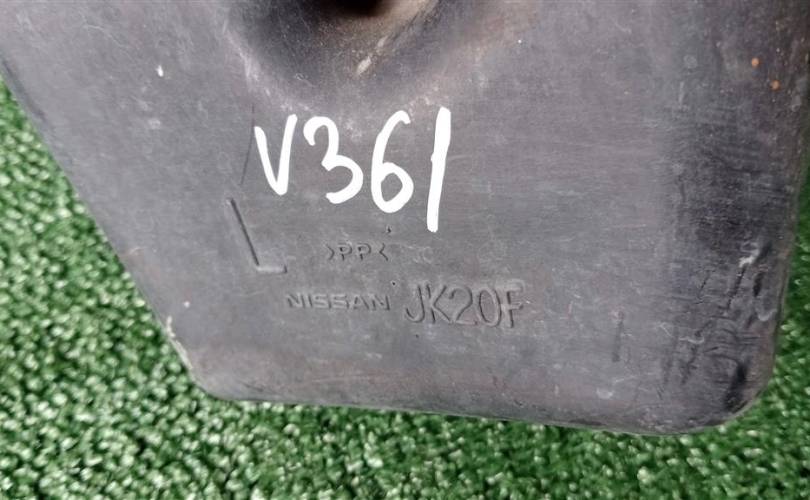 V361
L
>PP<
NISSAN JK20F